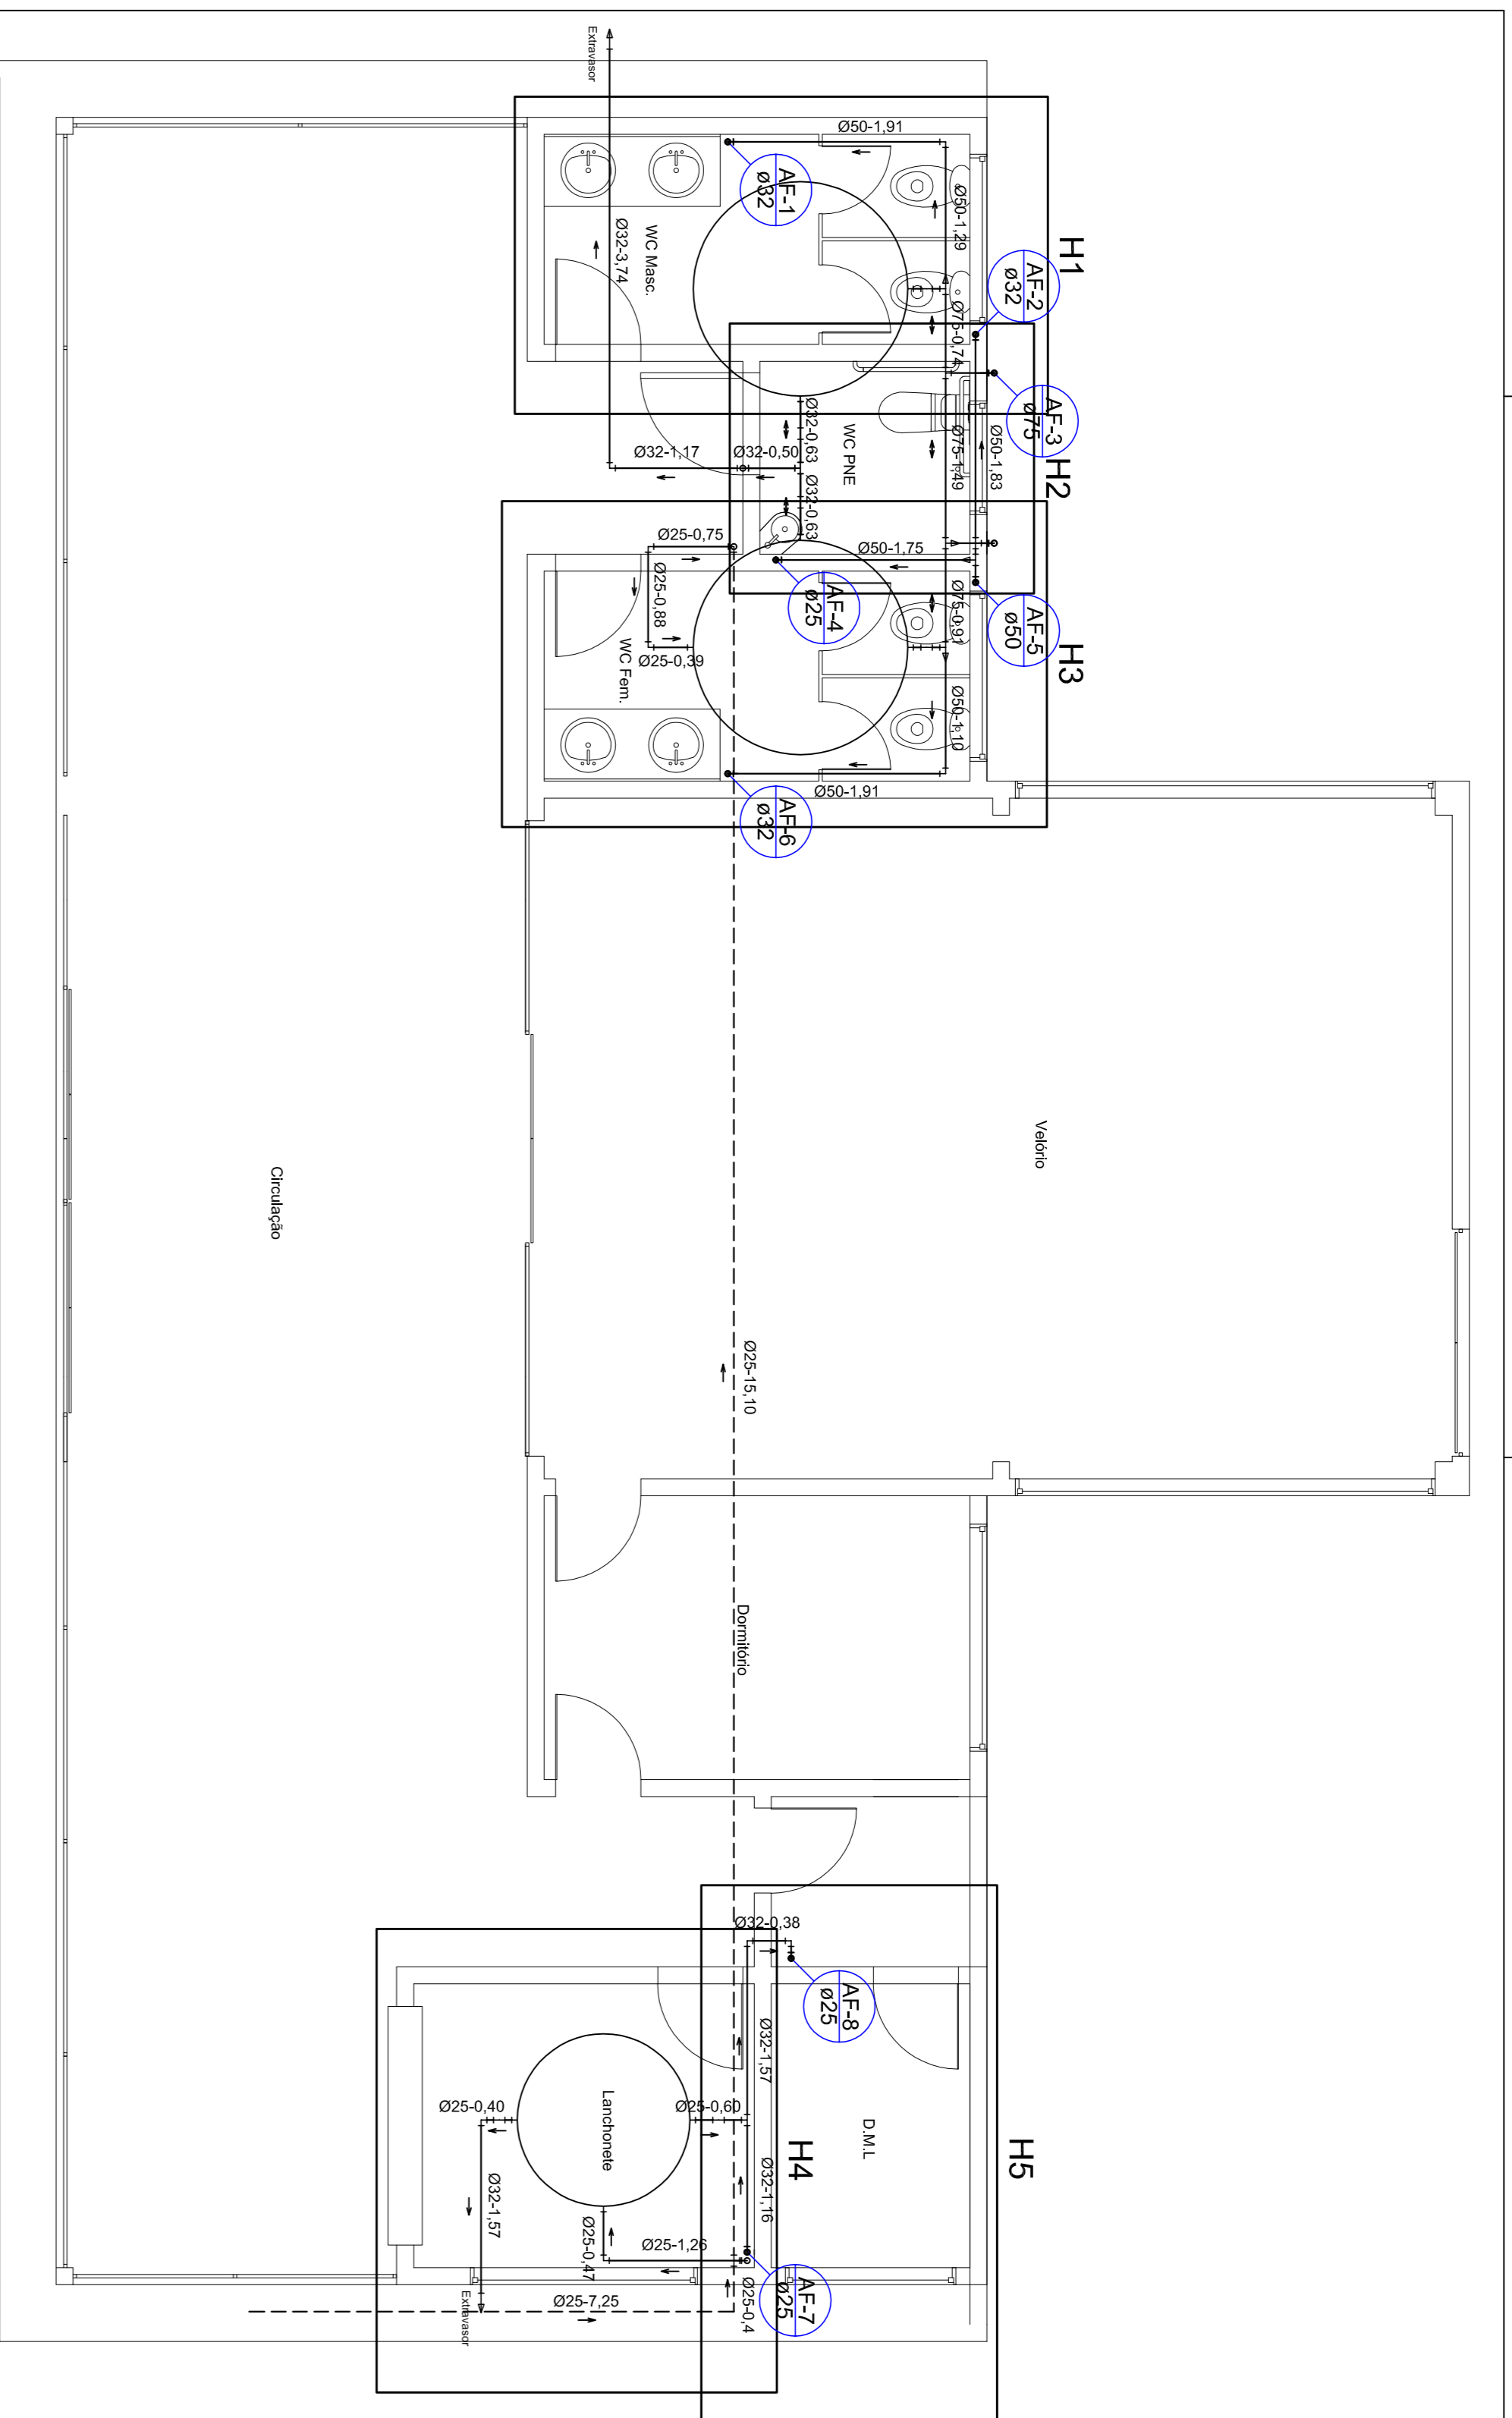 Extravasor
H1
Ø50-1,91
AF-1
ø32
Ø50-1,29
AF-2
ø32
WC Masc.
Ø32-3,74
Ø75-0,74
AF-3
ø75
H2
Ø32-0,63
WC PNE
Ø75-1,49
Ø50-1,83
Ø32-1,17
Ø32-0,50
Ø32-0,63
Ø25-0,75
Ø50-1,75
Ø25-0,88
AF-4
ø25
Ø75-0,91
AF-5
ø50
H3
WC Fem.
Ø25-0,39
Ø50-1,10
Ø50-1,91
AF-6
ø32
Velório
Circulação
Ø25-15,10
Dormitório
Ø32-0,38
AF-8
ø25
Ø32-1,57
Lanchonete
Ø25-0,40
Ø25-0,60
D.M.L
H4
H5
Ø32-1,57
Ø32-1,16
Ø25-0,47
Ø25-1,26
AF-7
ø25
Ø25-0,4
Ø25-7,25
Extravasor